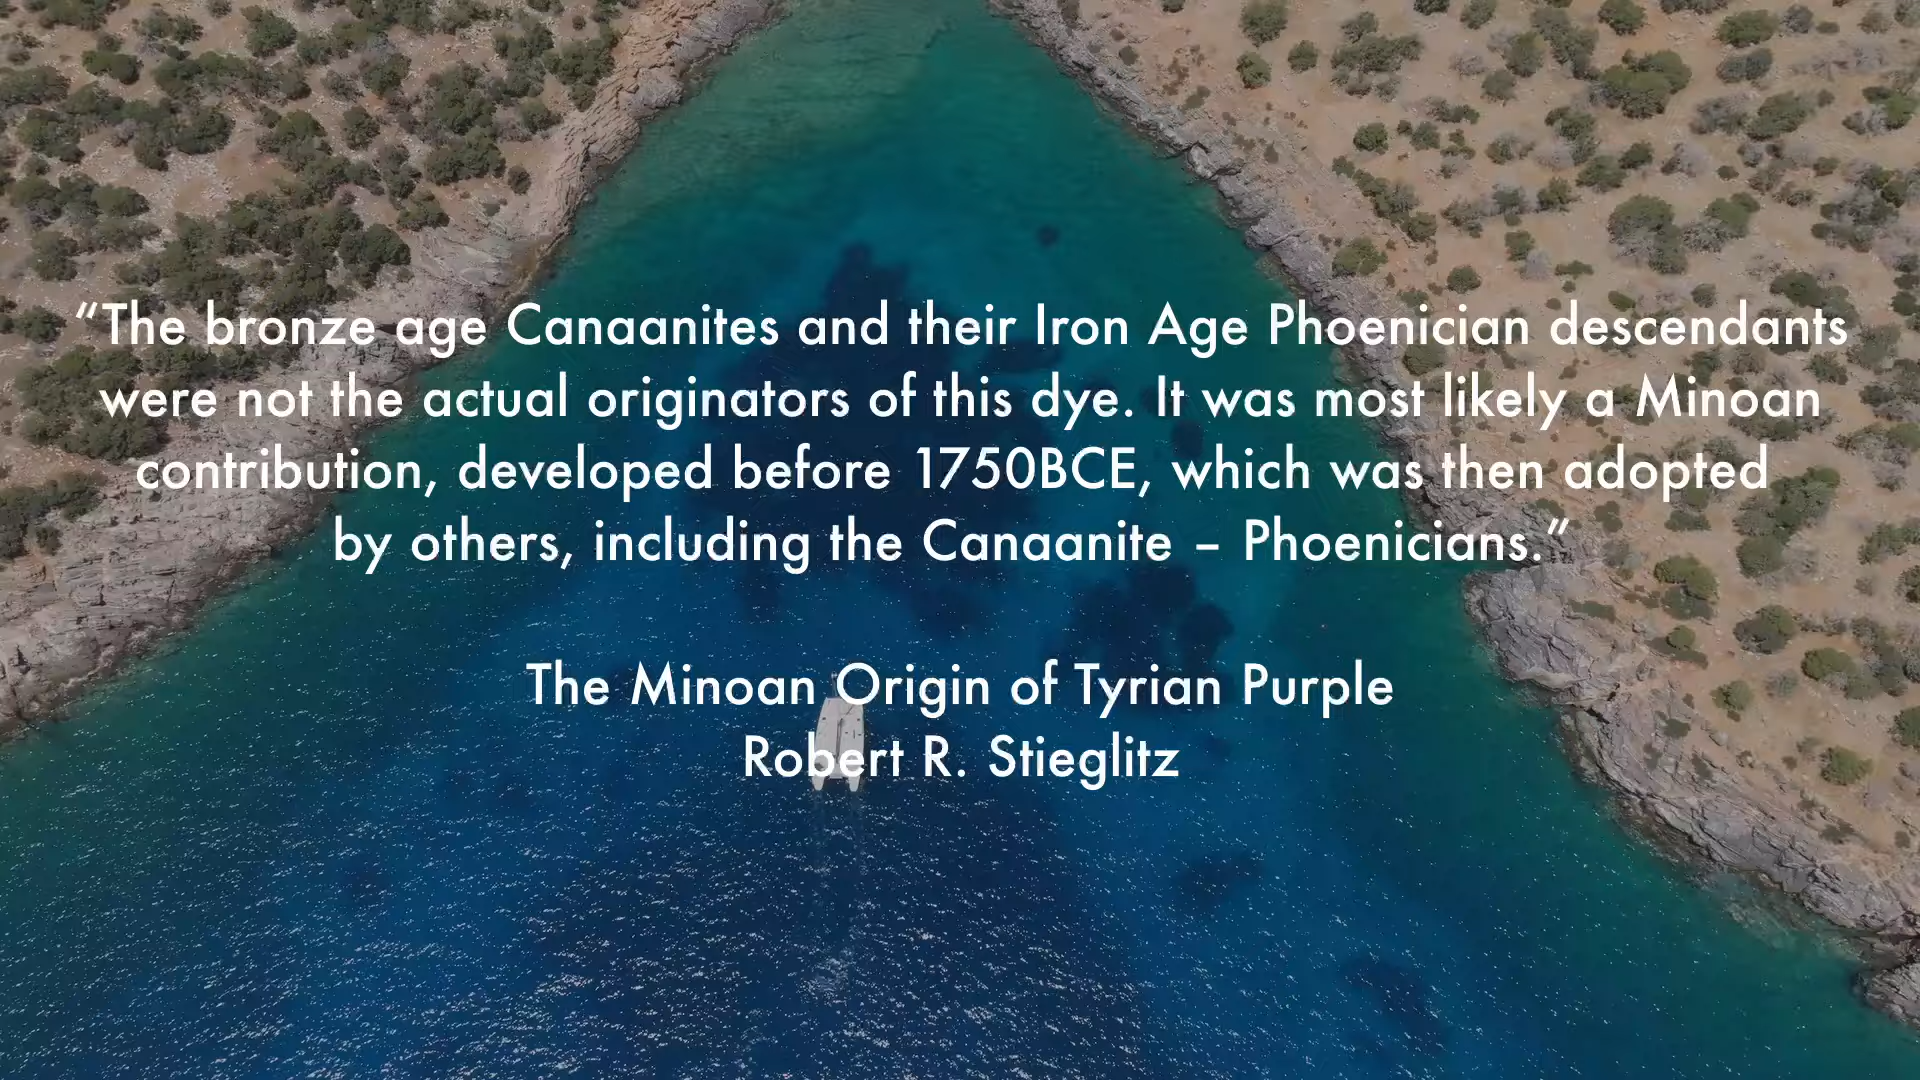 “The bronze age Canaanites and their Iron Age Phoenician descendants
were not the actual originators of this dye. It was most likely a Minoan
contribution, developed before 1750BCE, which was then adopted
by others, including the Canaanite – Phoenicians.”
The Minoan Origin of Tyrian Purple
Robert R. Stieglitz